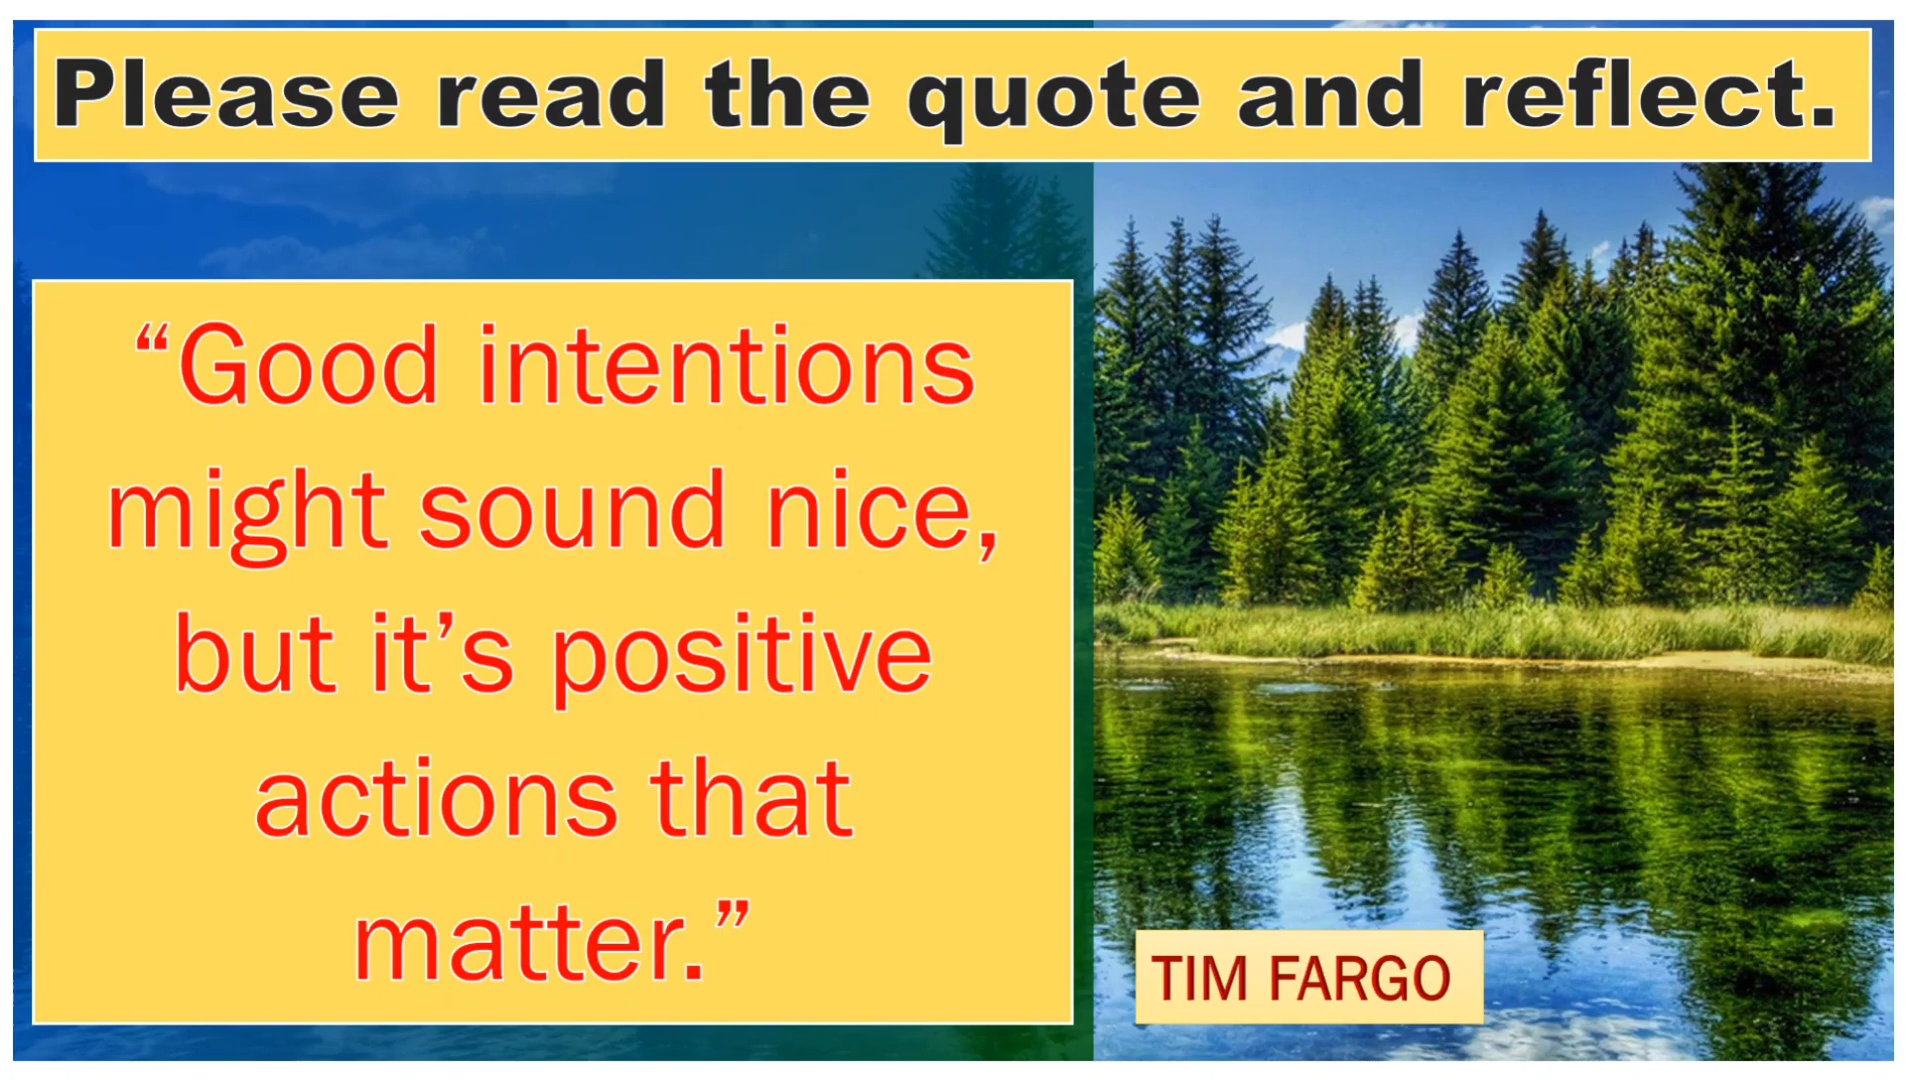 Please read the quote and reflect.
“Good intentions
might sound nice,
but it’s positive
actions that
matter.”
TIM FARGO